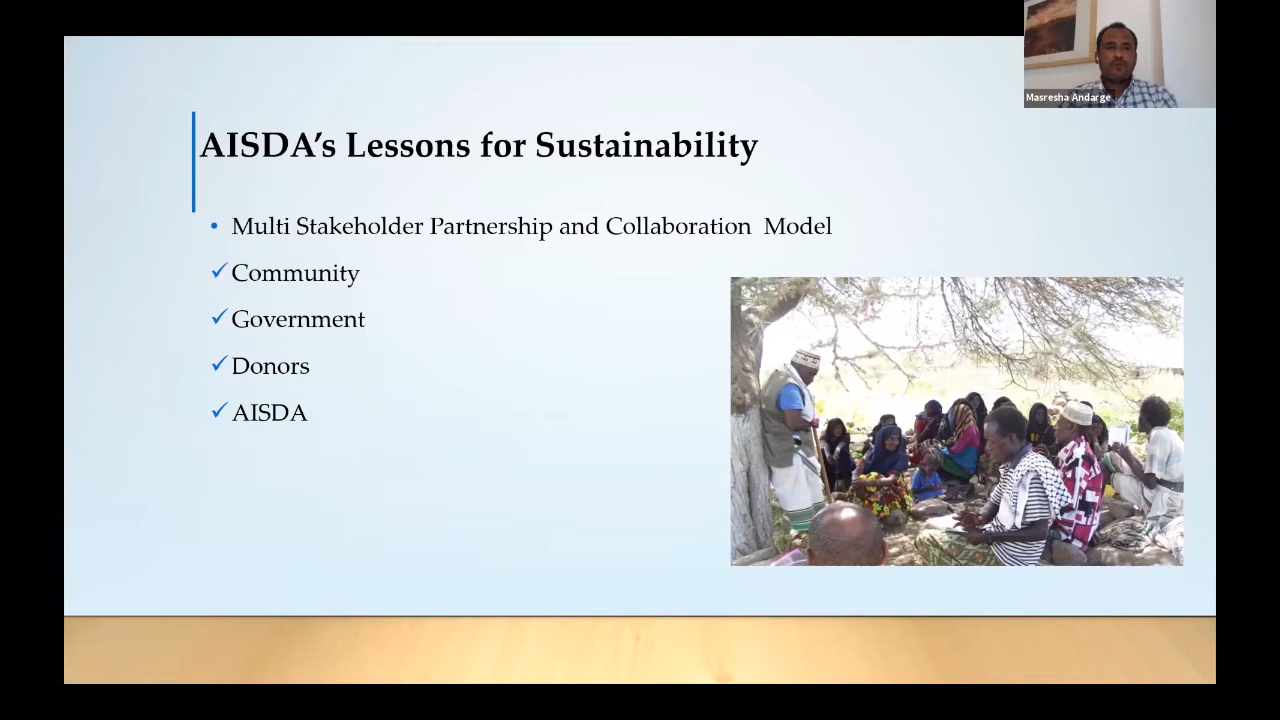 Masresha Andarge
AISDA’s Lessons for Sustainability
• Multi Stakeholder Partnership and Collaboration  Model
✓ Community
✓ Government
✓ Donors
✓ AISDA